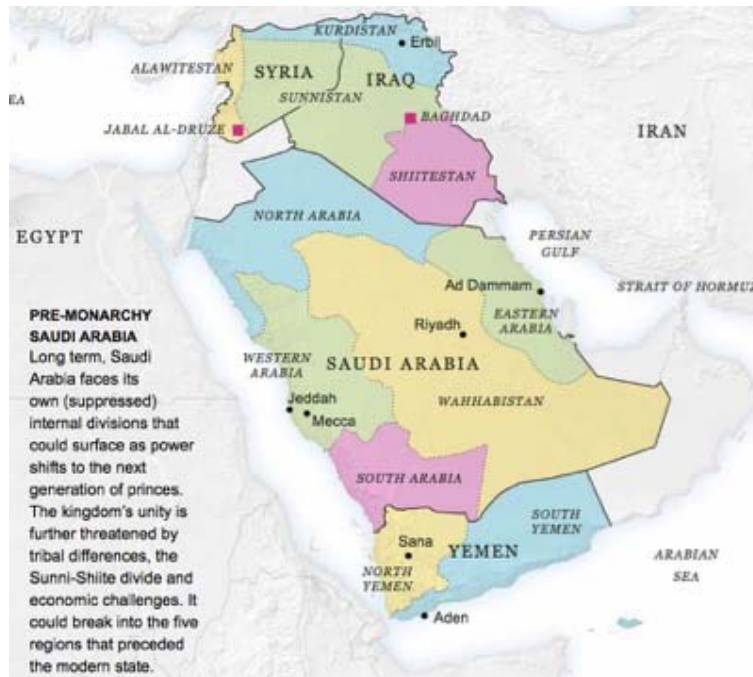 KURDISTAN
Erbil
ALAWITESTAN
SYRIA
IRAQ
EA
SUNNISTAN
JABAL AL-DRUZE
BAGHDAD
IRAN
SHIITESTAN
NORTH ARABIA
EGYPT
PERSIAN
GULF
Ad Dammam
STRAIT OF HORMUZ
EASTERN
ARABIA
PRE-MONARCHY
SAUDI ARABIA
Long term, Saudi
Arabia faces its
own (suppressed)
internal divisions that
could surface as power
shifts to the next
generation of princes.
The kingdom's unity is
further threatened by
tribal differences, the
Sunni-Shiite divide and
economic challenges. It
could break into the five
regions that preceded
the modern state.
Riyadh
WESTERN
ARABIA
SAUDI ARABIA
WAHHABISTAN
Jeddah
Mecca
SOUTH ARABIA
SOUTH
YEMEN
Sana
YEMEN
NORTH
YEMEN
ARABIAN
SEA
Aden